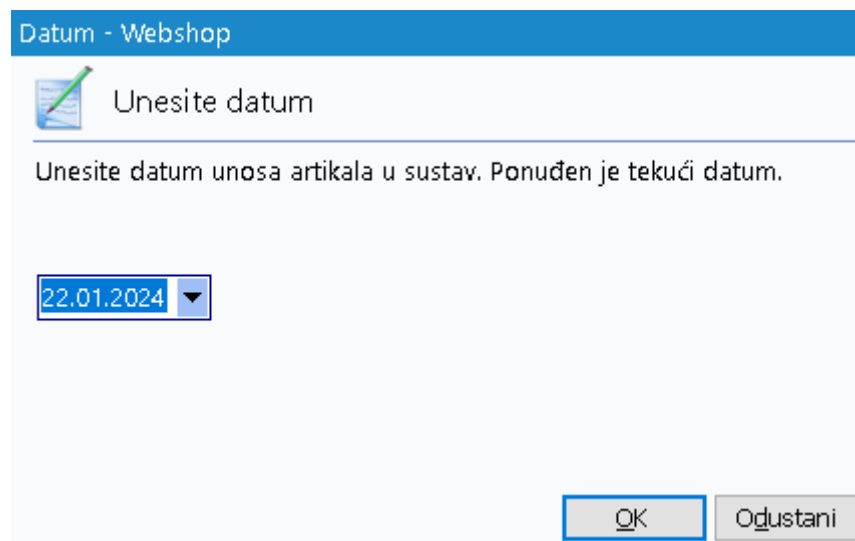 Datum - Webshop
Unesite datum
Unesite datum unosa artikala u sustav. Ponuđen je tekući datum.
22.01.2024
OK
Odustani